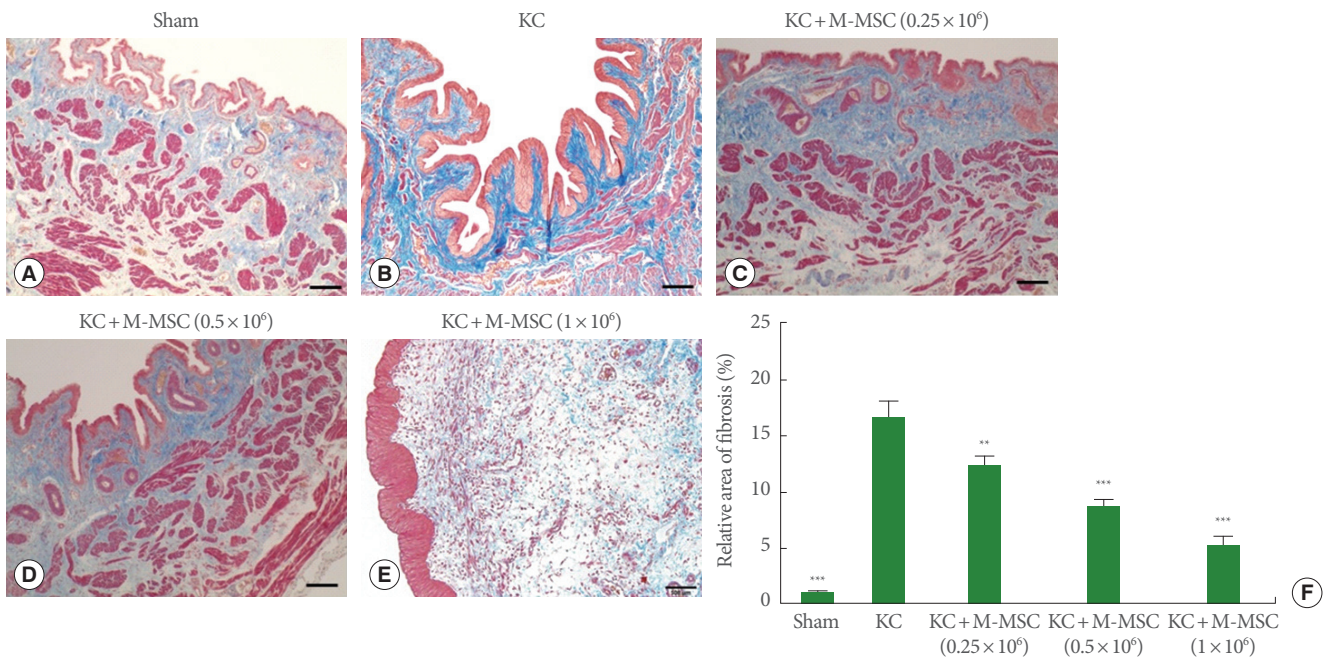 Sham
KC
KC + M-MSC (0.25 × 10⁶)
A
B
C
KC + M-MSC (0.5 × 10⁶)
KC + M-MSC (1 × 10⁶)
D
E
Relative area of fibrosis (%)
25
20
15
10
5
0
***
**
***
***
Sham
KC
KC + M-MSC
(0.25 × 10⁶)
KC + M-MSC
(0.5 × 10⁶)
KC + M-MSC
(1 × 10⁶)
F